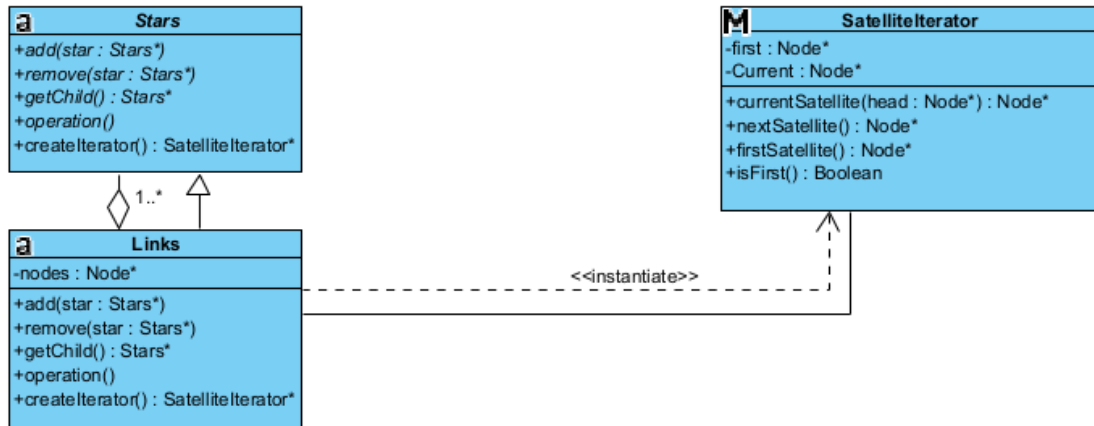 a
Stars
+add(star : Stars*)
+remove(star : Stars*)
+getChild() : Stars*
+operation()
+createIterator() : SatelliteIterator*
1..*
a
Links
-nodes : Node*
+add(star : Stars*)
+remove(star : Stars*)
+getChild() : Stars*
+operation()
+createIterator() : SatelliteIterator*
<<instantiate>>
M
SatelliteIterator
-first : Node*
-Current : Node*
+currentSatellite(head : Node*) : Node*
+nextSatellite() : Node*
+firstSatellite() : Node*
+isFirst() : Boolean